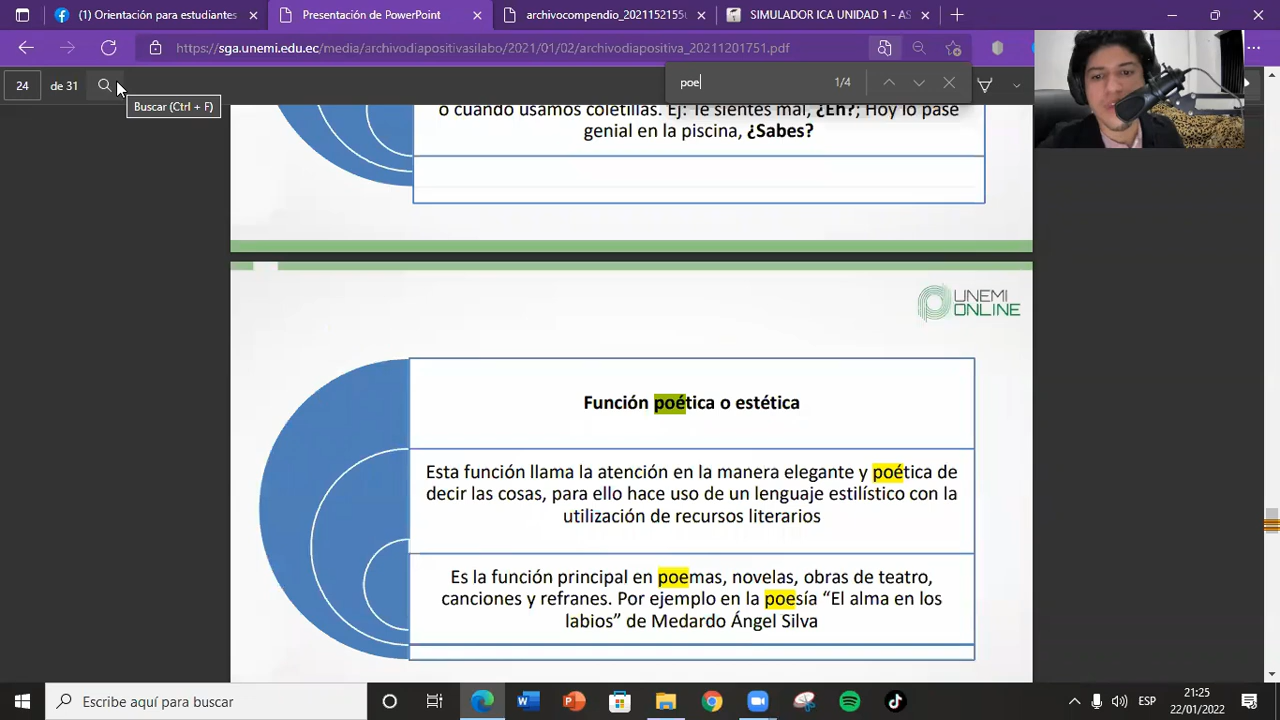 (1) Orientación para estudiantes
Presentación de PowerPoint
archivocompendio_2021152155
SIMULADOR ICA UNIDAD 1 - AS
https://sga.unemi.edu.ec/media/archivodiapositivasilabo/2021/01/02/archivodiapositiva_20211201751.pdf
24 de 31
poe 1/4
Buscar (Ctrl + F)
o cuando usamos coletillas. Ej: Te sientes mal, ¿Eh?; Hoy lo pase
genial en la piscina, ¿Sabes?
UNEMI
ONLINE
Función poética o estética
Esta función llama la atención en la manera elegante y poética de
decir las cosas, para ello hace uso de un lenguaje estilístico con la
utilización de recursos literarios
Es la función principal en poemas, novelas, obras de teatro,
canciones y refranes. Por ejemplo en la poesía “El alma en los
labios” de Medardo Ángel Silva
Escribe aquí para buscar
ESP
21:25
22/01/2022